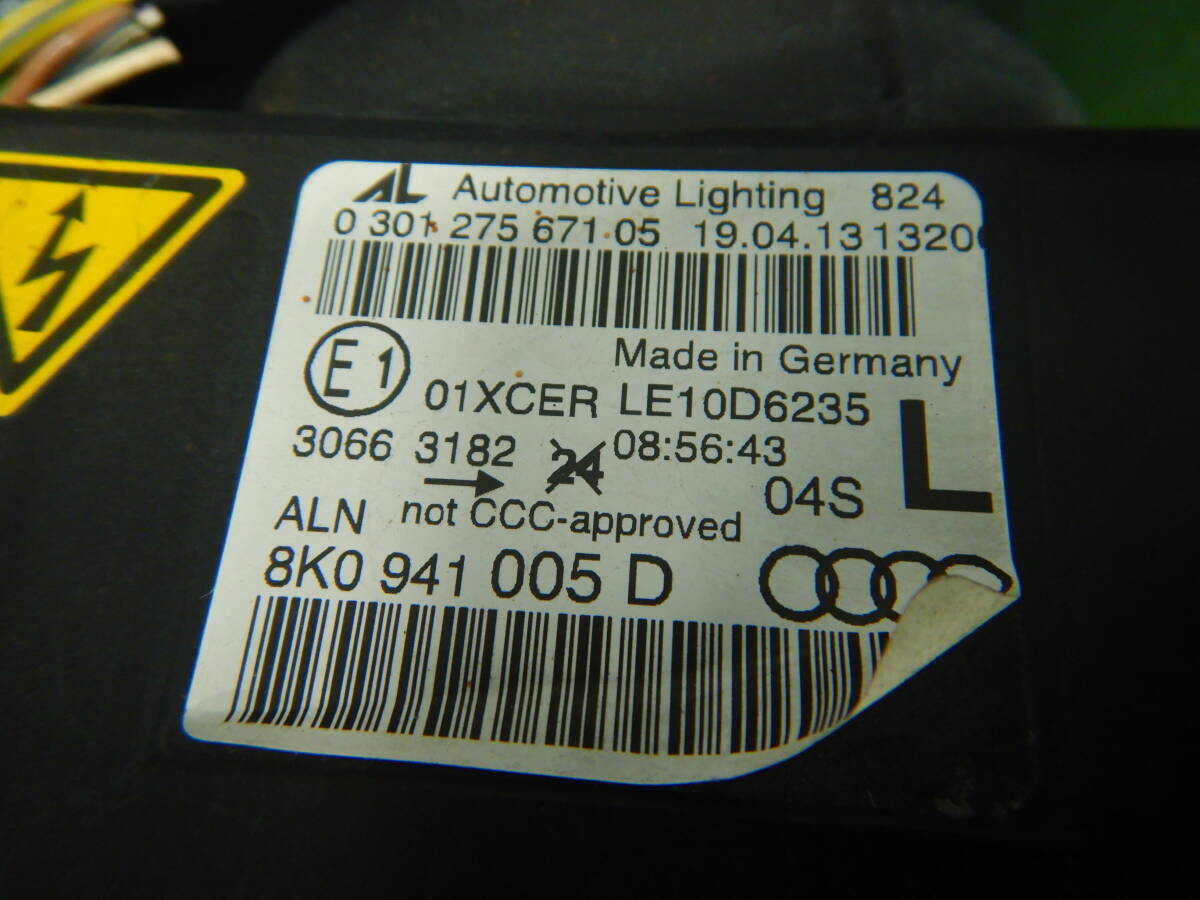 AL Automotive Lighting 824
0 301 275 671 05 19.04.13 1320
Made in Germany
E1 01XCER LE10D6235
3066 3182 24 08:56:43
04S L
ALN not CCC-approved
8K0 941 005 D